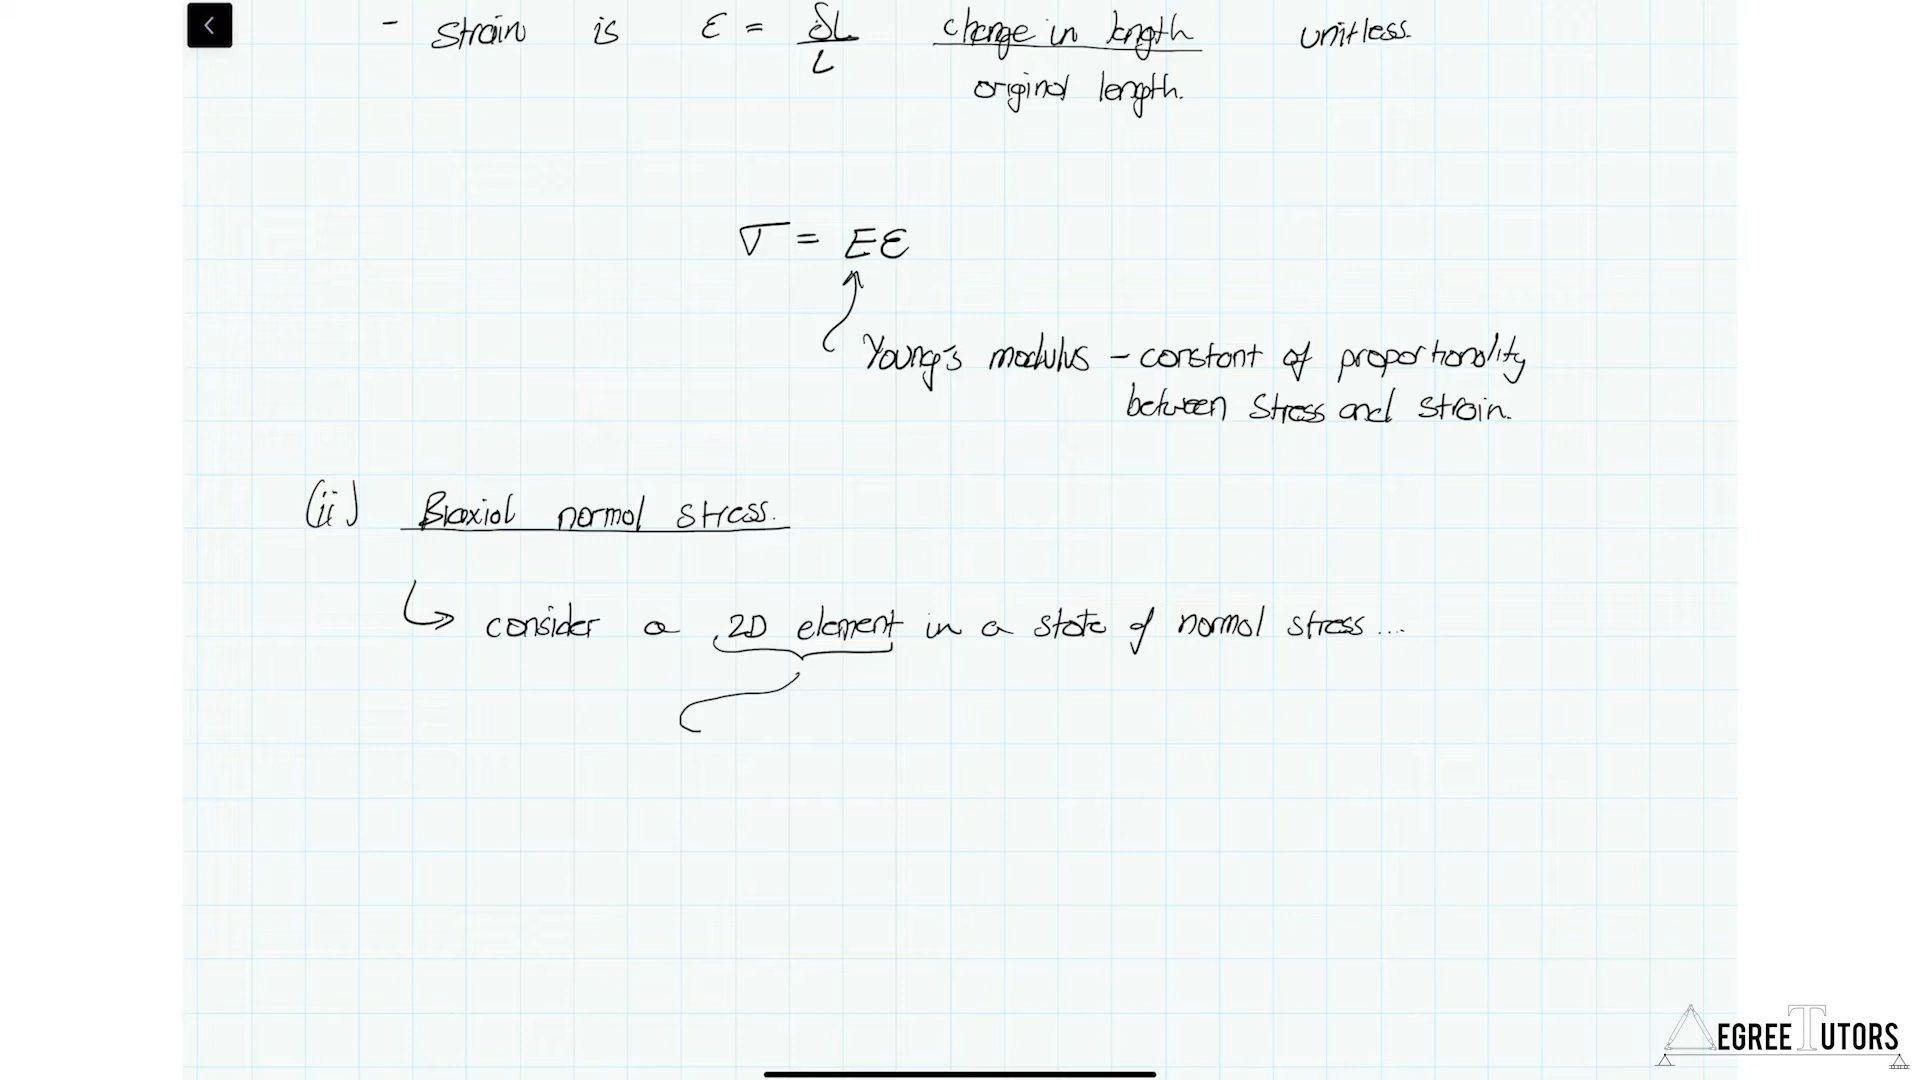 - strain is ε = δL/L change in length / original length. unitless.
σ = Eε
Young's modulus - constant of proportionality
between stress and strain.
(ii) Biaxial normal stress.
↳ consider a 2D element in a state of normal stress ...
DEGREE TUTORS